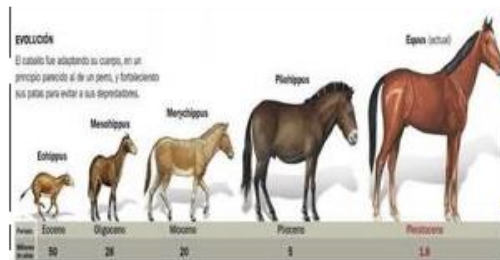 EVOLUCIÓN
El caballo fue adaptando su cuerpo, en un
principio parecido al de un perro, y fortaleciendo
sus patas para evitar a sus depredadores.
Eohippus
Mesohippus
Merychippus
Pliohippus
Equus (actual)
Periodo Eoceno Oligoceno Mioceno Plioceno Pleistoceno
Millones 50 28 20 5 1.8